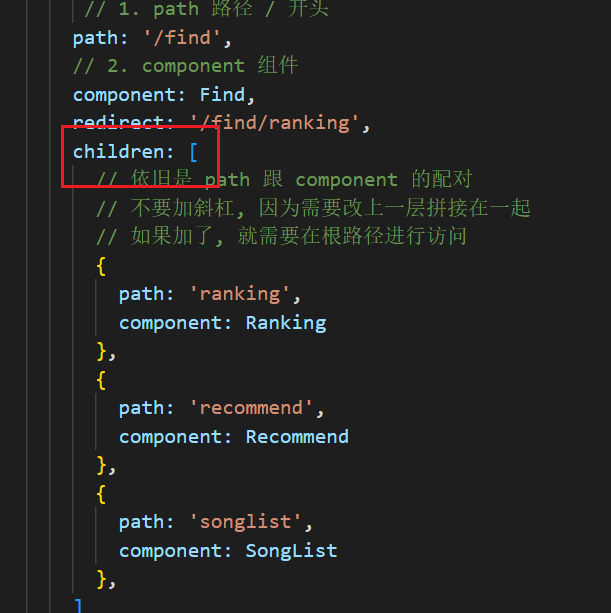 // 1. path 路径 / 开头
path: '/find',
// 2. component 组件
component: Find,
redirect: '/find/ranking',
children: [
// 依旧是 path 跟 component 的配对
// 不要加斜杠, 因为需要改上一层拼接在一起
// 如果加了, 就需要在根路径进行访问
{
path: 'ranking',
component: Ranking
},
{
path: 'recommend',
component: Recommend
},
{
path: 'songlist',
component: SongList
},
]